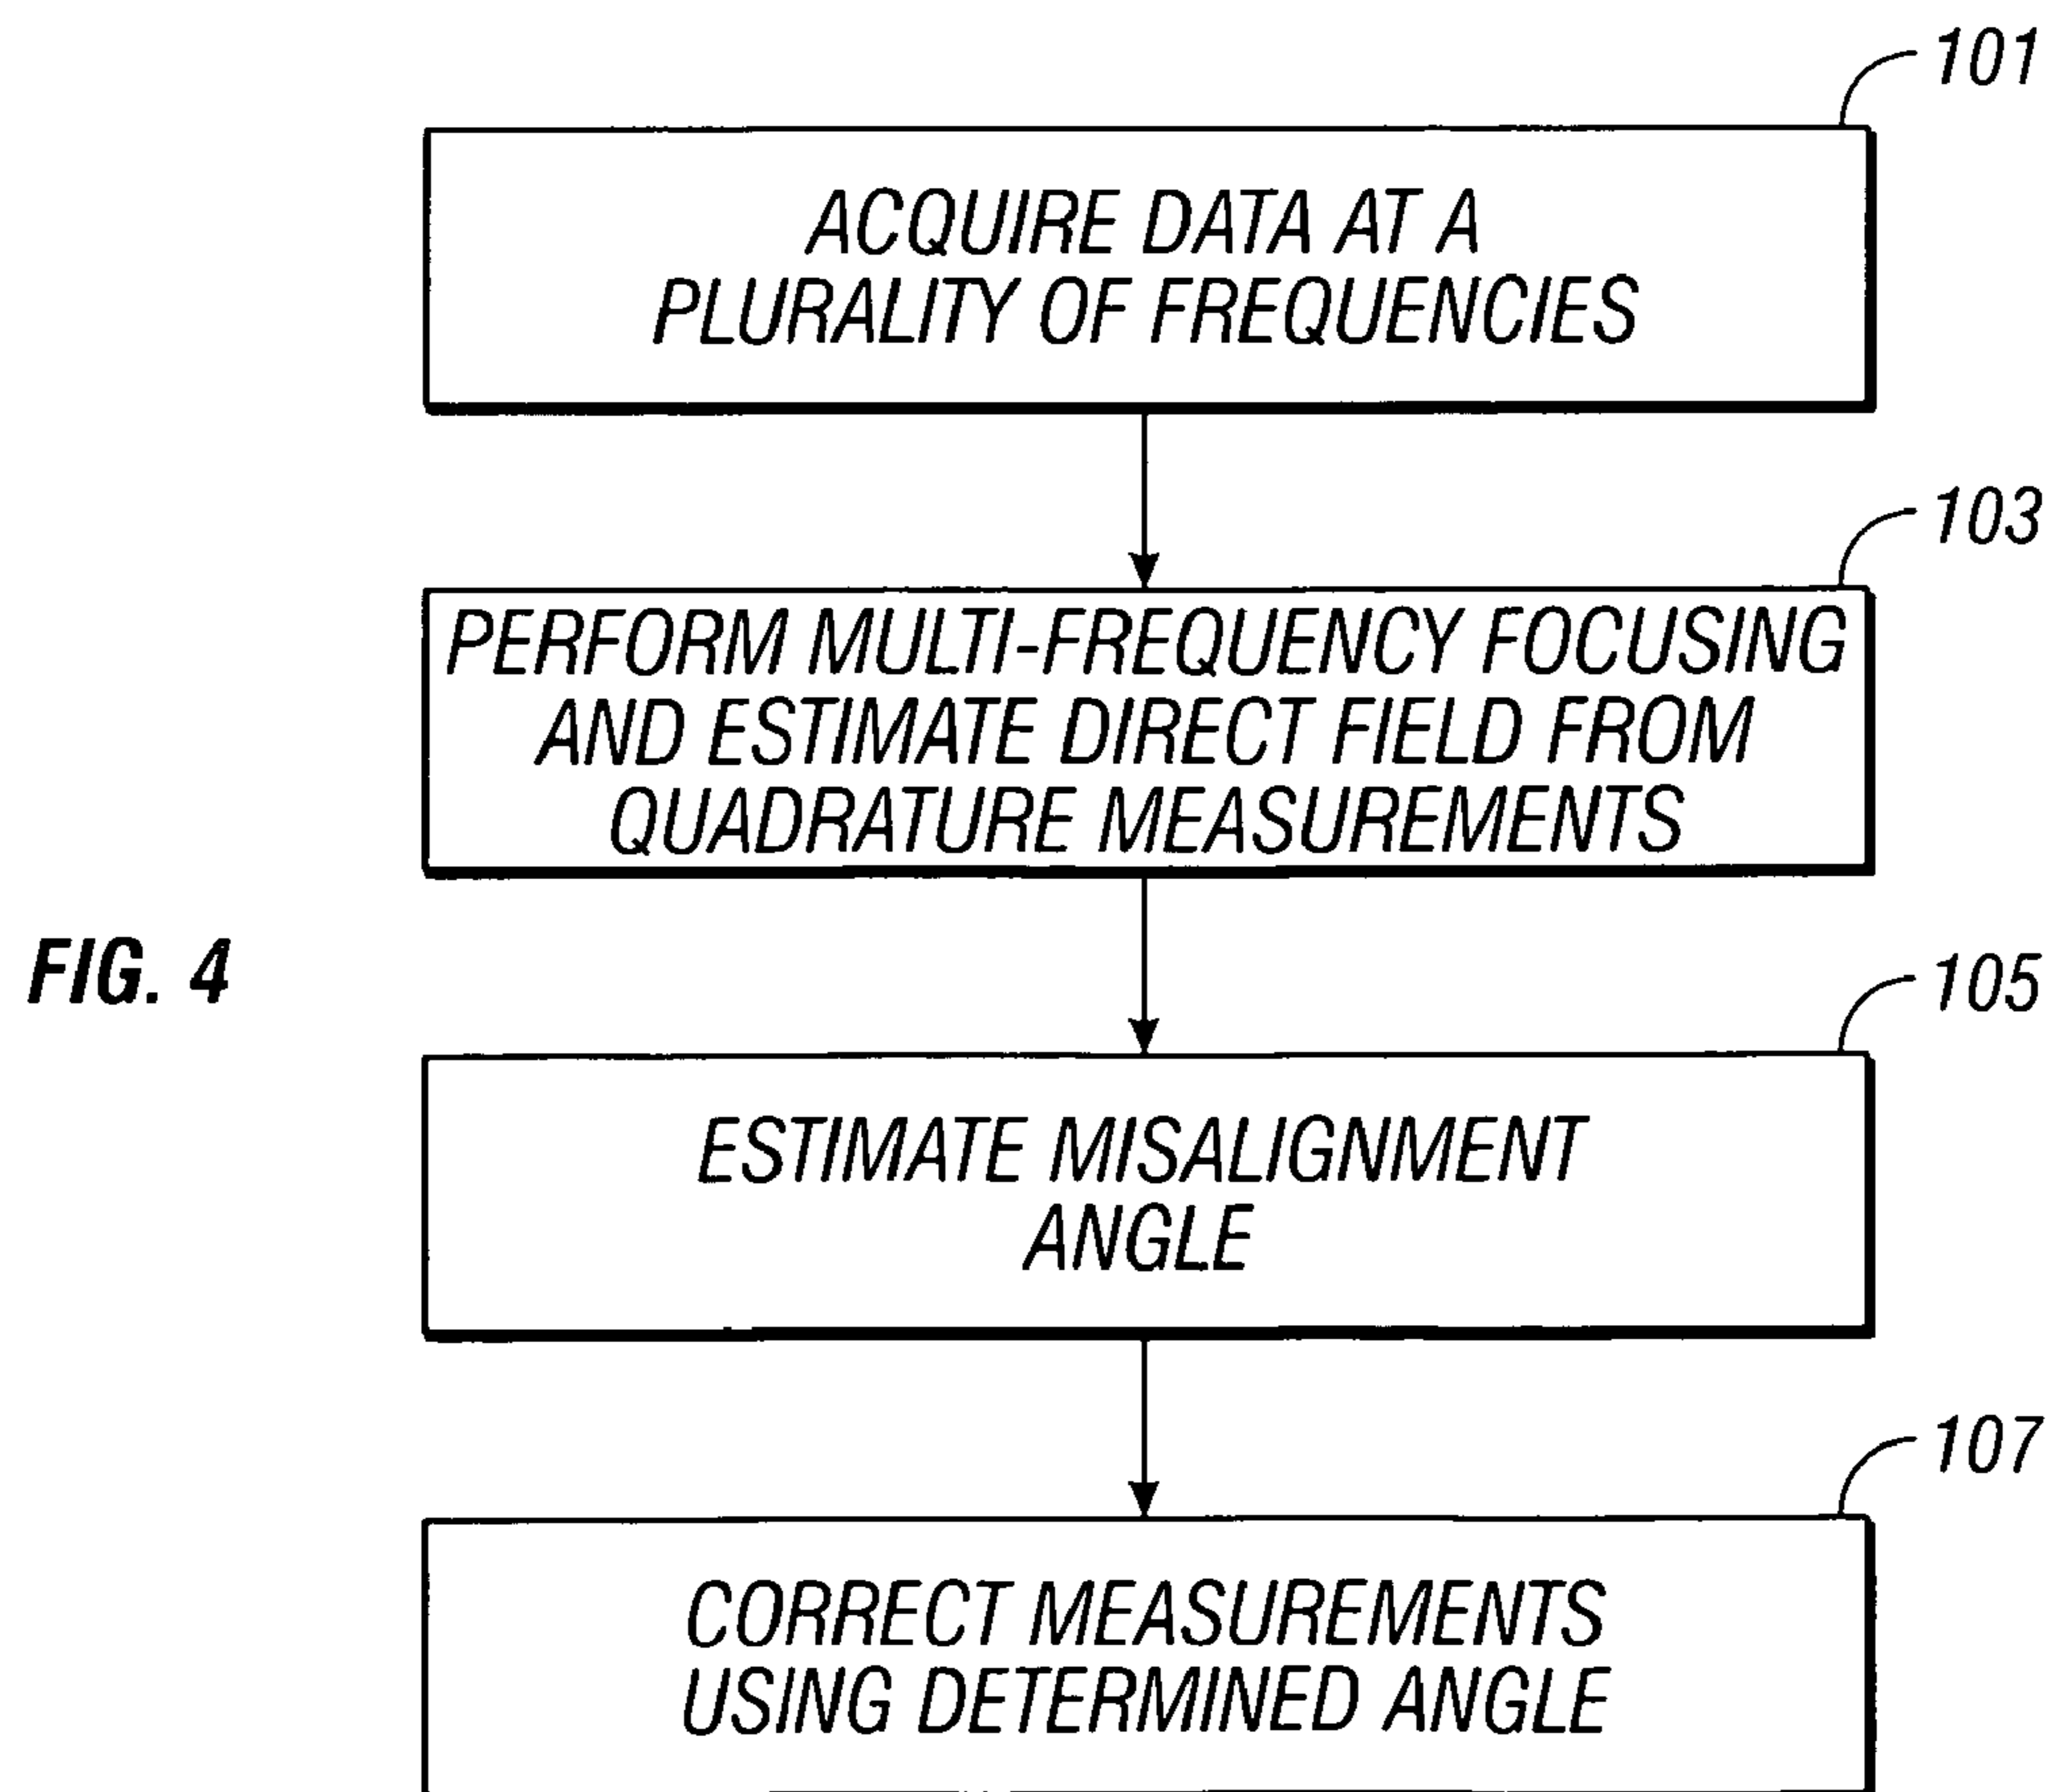 101
ACQUIRE DATA AT A
PLURALITY OF FREQUENCIES
103
PERFORM MULTI-FREQUENCY FOCUSING
AND ESTIMATE DIRECT FIELD FROM
QUADRATURE MEASUREMENTS
FIG. 4
105
ESTIMATE MISALIGNMENT
ANGLE
107
CORRECT MEASUREMENTS
USING DETERMINED ANGLE